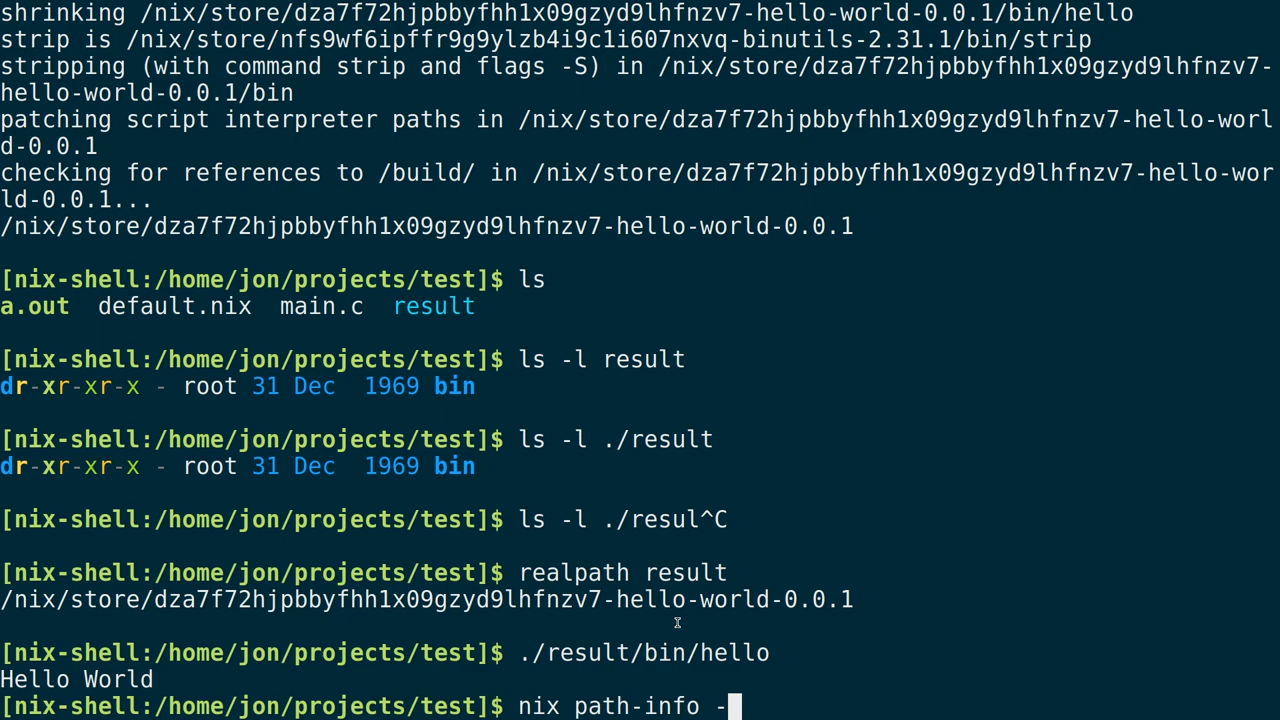 shrinking /nix/store/dza7f72hjpbbyfhh1x09gzyd9lhfnzv7-hello-world-0.0.1/bin/hello
strip is /nix/store/nfs9wf6ipffr9g9ylzb4i9c1i607nxvq-binutils-2.31.1/bin/strip
stripping (with command strip and flags -S) in /nix/store/dza7f72hjpbbyfhh1x09gzyd9lhfnzv7-
hello-world-0.0.1/bin
patching script interpreter paths in /nix/store/dza7f72hjpbbyfhh1x09gzyd9lhfnzv7-hello-worl
d-0.0.1
checking for references to /build/ in /nix/store/dza7f72hjpbbyfhh1x09gzyd9lhfnzv7-hello-wor
ld-0.0.1...
/nix/store/dza7f72hjpbbyfhh1x09gzyd9lhfnzv7-hello-world-0.0.1
[nix-shell:/home/jon/projects/test]$ ls
a.out  default.nix  main.c  result
[nix-shell:/home/jon/projects/test]$ ls -l result
dr-xr-xr-x - root 31 Dec  1969 bin
[nix-shell:/home/jon/projects/test]$ ls -l ./result
dr-xr-xr-x - root 31 Dec  1969 bin
[nix-shell:/home/jon/projects/test]$ ls -l ./resul^C
[nix-shell:/home/jon/projects/test]$ realpath result
/nix/store/dza7f72hjpbbyfhh1x09gzyd9lhfnzv7-hello-world-0.0.1
[nix-shell:/home/jon/projects/test]$ ./result/bin/hello
Hello World
[nix-shell:/home/jon/projects/test]$ nix path-info -